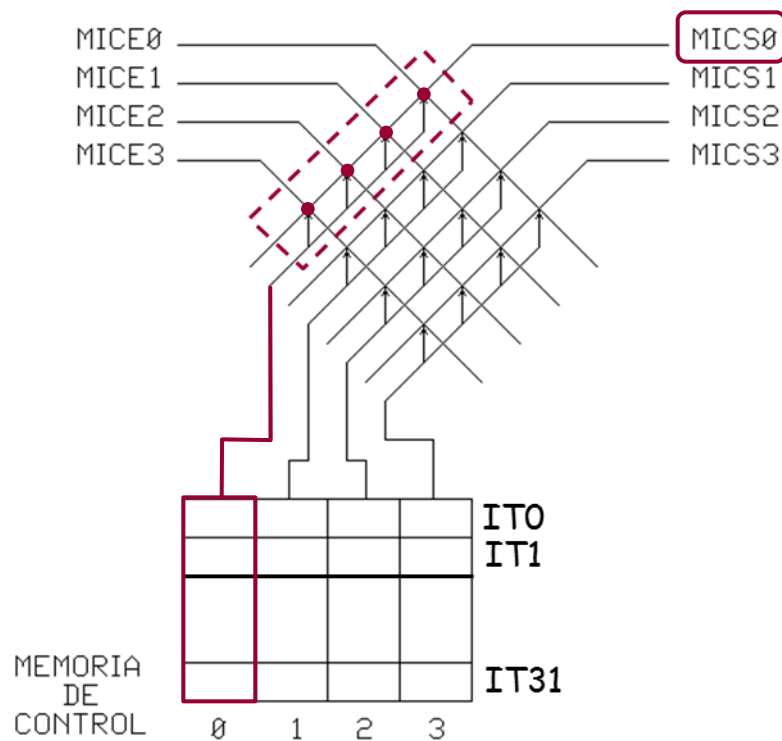 MICE0 MICS0
MICE1 MICS1
MICE2 MICS2
MICE3 MICS3
IT0
IT1
IT31
MEMORIA
DE
CONTROL
0 1 2 3